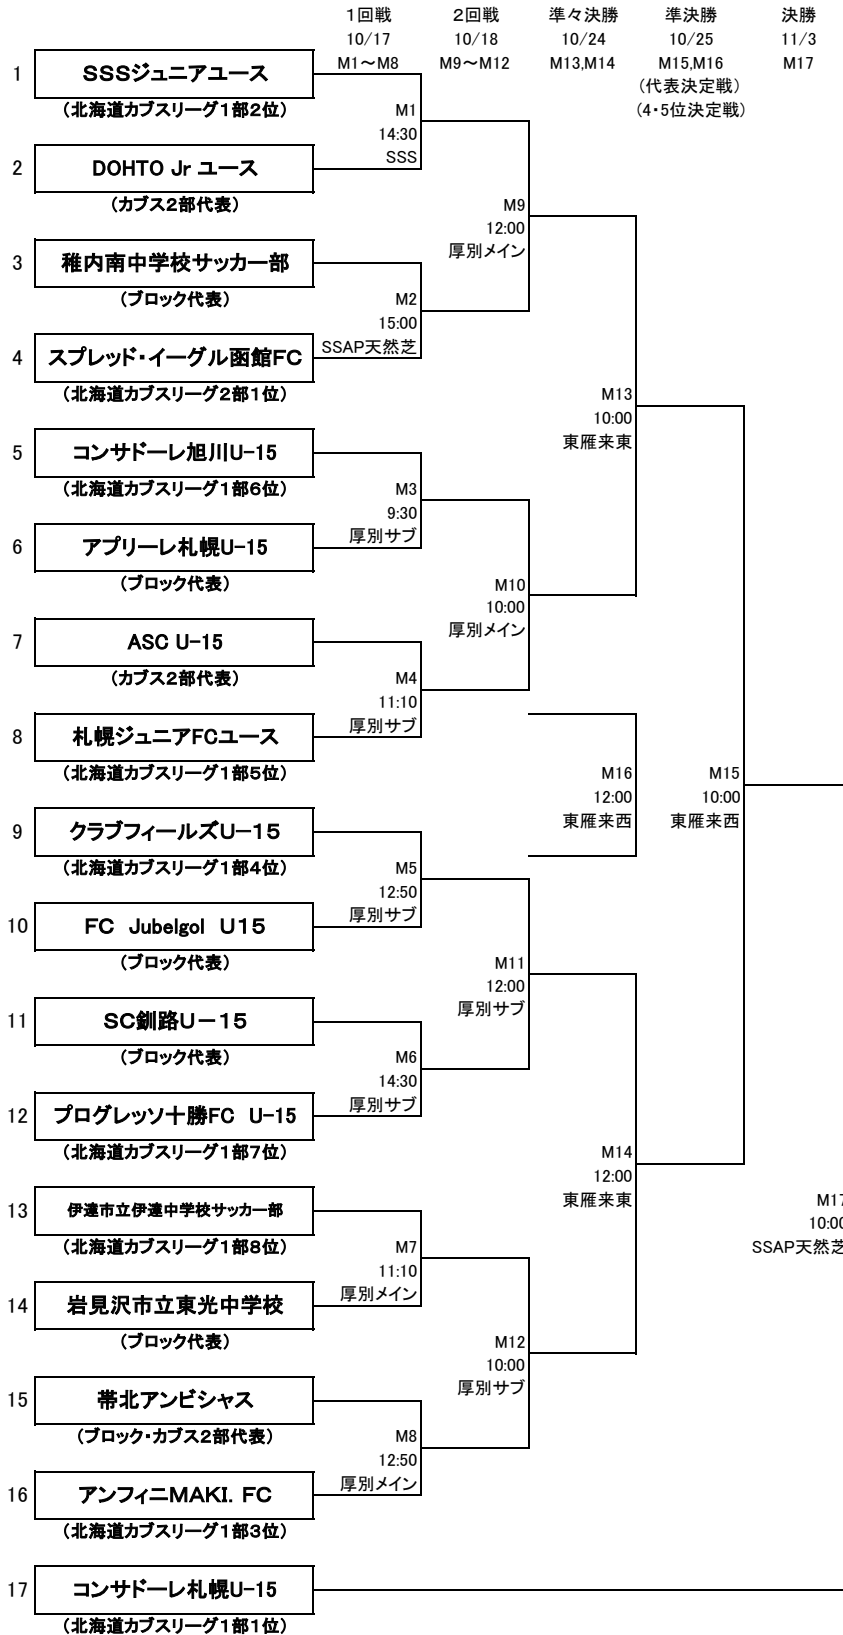 1回戦 2回戦 準々決勝 準決勝 決勝
10/17 10/18 10/24 10/25 11/3
M1～M8 M9～M12 M13,M14 M15,M16 M17
(代表決定戦)
(4・5位決定戦)
1 SSSジュニアユース
(北海道カブスリーグ1部2位)
M1
14:30
SSS
2 DOHTO Jr ユース
(カブス2部代表)
M9
12:00
厚別メイン
3 稚内南中学校サッカー部
(ブロック代表)
M2
15:00
SSAP天然芝
4 スプレッド・イーグル函館FC
(北海道カブスリーグ2部1位)
M13
10:00
東雁来東
5 コンサドーレ旭川U-15
(北海道カブスリーグ1部6位)
M3
9:30
厚別サブ
6 アプリーレ札幌U-15
(ブロック代表)
M10
10:00
厚別メイン
7 ASC U-15
(カブス2部代表)
M4
11:10
厚別サブ
8 札幌ジュニアFCユース
(北海道カブスリーグ1部5位)
M16
12:00
東雁来西
M15
10:00
東雁来西
9 クラブフィールズU-15
(北海道カブスリーグ1部4位)
M5
12:50
厚別サブ
10 FC Jubelgol U15
(ブロック代表)
M11
12:00
厚別サブ
11 SC釧路U-15
(ブロック代表)
M6
14:30
厚別サブ
12 プログレッソ十勝FC U-15
(北海道カブスリーグ1部7位)
M14
12:00
東雁来東
13 伊達市立伊達中学校サッカー部
(北海道カブスリーグ1部8位)
M17
10:00
SSAP天然芝
M7
11:10
厚別メイン
14 岩見沢市立東光中学校
(ブロック代表)
M12
10:00
厚別サブ
15 帯北アンビシャス
(ブロック・カブス2部代表)
M8
12:50
厚別メイン
16 アンフィニMAKI. FC
(北海道カブスリーグ1部3位)
17 コンサドーレ札幌U-15
(北海道カブスリーグ1部1位)